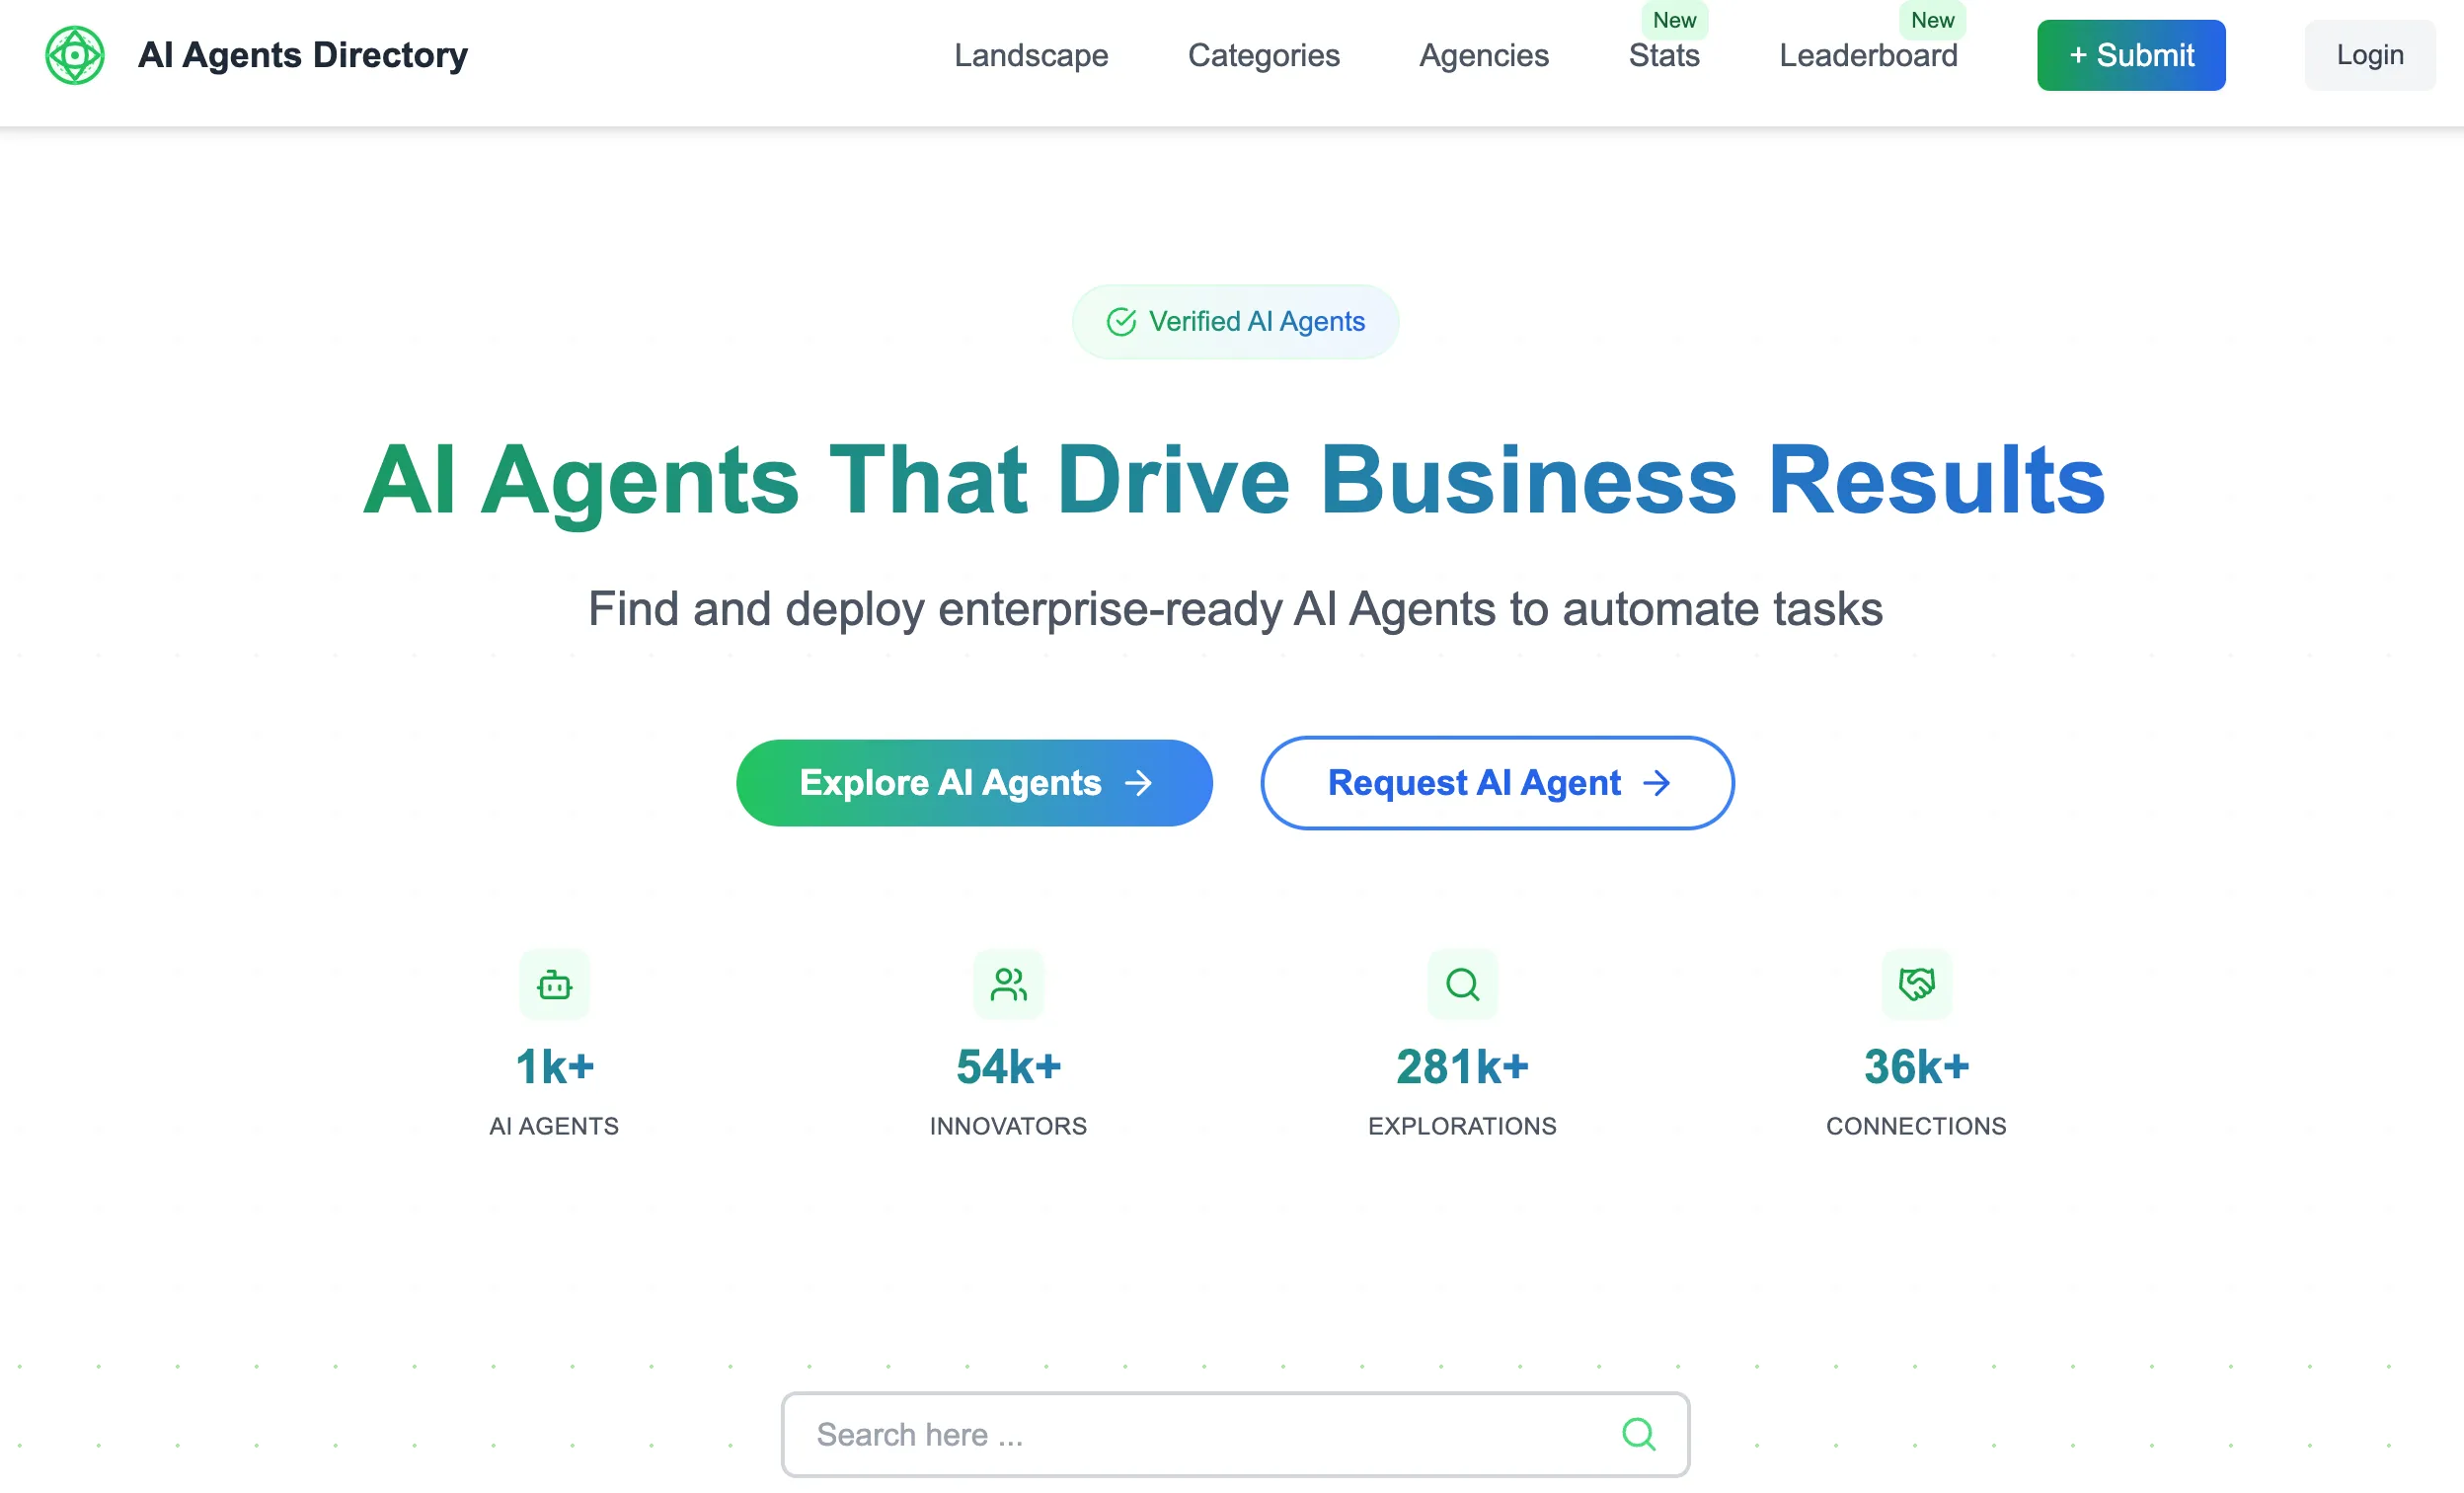 New New
AI Agents Directory Landscape Categories Agencies Stats Leaderboard + Submit Login
Verified AI Agents
AI Agents That Drive Business Results
Find and deploy enterprise-ready AI Agents to automate tasks
Explore AI Agents → Request AI Agent →
1k+ 54k+ 281k+ 36k+
AI AGENTS INNOVATORS EXPLORATIONS CONNECTIONS
Search here ...